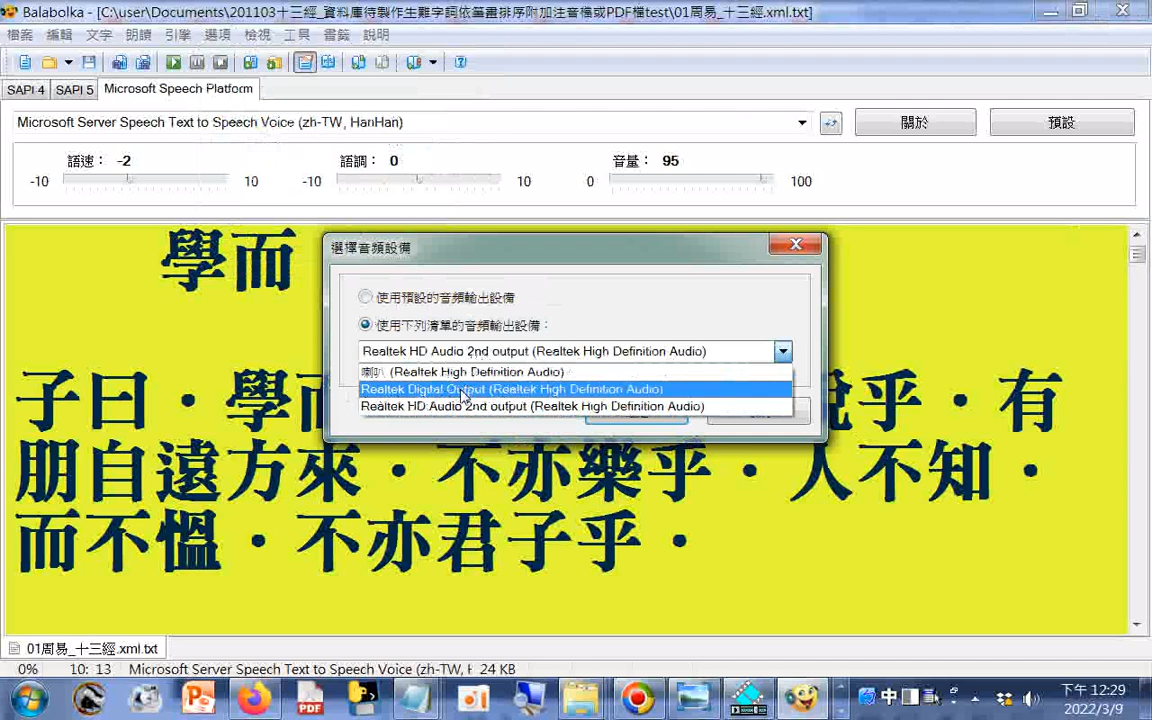 Balabolka - [C:\user\Documents\201103十三經_資料庫待製作生難字詞依筆畫排序附加注音檔或PDF檔test\01周易_十三經.xml.txt]
檔案 編輯 文字 朗讀 引擎 選項 檢視 工具 書籤 說明
SAPI 4 SAPI 5 Microsoft Speech Platform
Microsoft Server Speech Text to Speech Voice (zh-TW, HanHan) 關於 預設
語速： -2 語調： 0 音量： 95
-10 10 -10 10 0 100
學而
選擇音頻設備
使用預設的音頻輸出設備
使用下列清單的音頻輸出設備：
Realtek HD Audio 2nd output (Realtek High Definition Audio)
喇叭 (Realtek High Definition Audio)
Realtek Digital Output (Realtek High Definition Audio)
Realtek HD Audio 2nd output (Realtek High Definition Audio)
子曰．學而 說乎．有
朋自遠方來．不亦樂乎．人不知．
而不慍．不亦君子乎．
01周易_十三經.xml.txt
0% 10: 13 Microsoft Server Speech Text to Speech Voice (zh-TW, H 24 KB
PDF 中 下午 12:29
2022/3/9